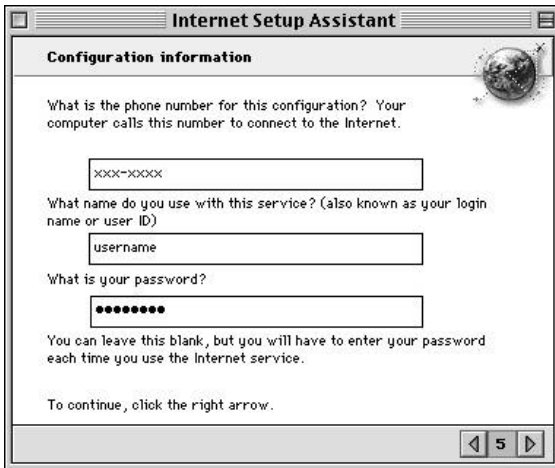 Internet Setup Assistant
Configuration information
What is the phone number for this configuration? Your
computer calls this number to connect to the Internet.
xxx-xxxx
What name do you use with this service? (also known as your login
name or user ID)
username
What is your password?
●●●●●●●●
You can leave this blank, but you will have to enter your password
each time you use the Internet service.
To continue, click the right arrow.
5